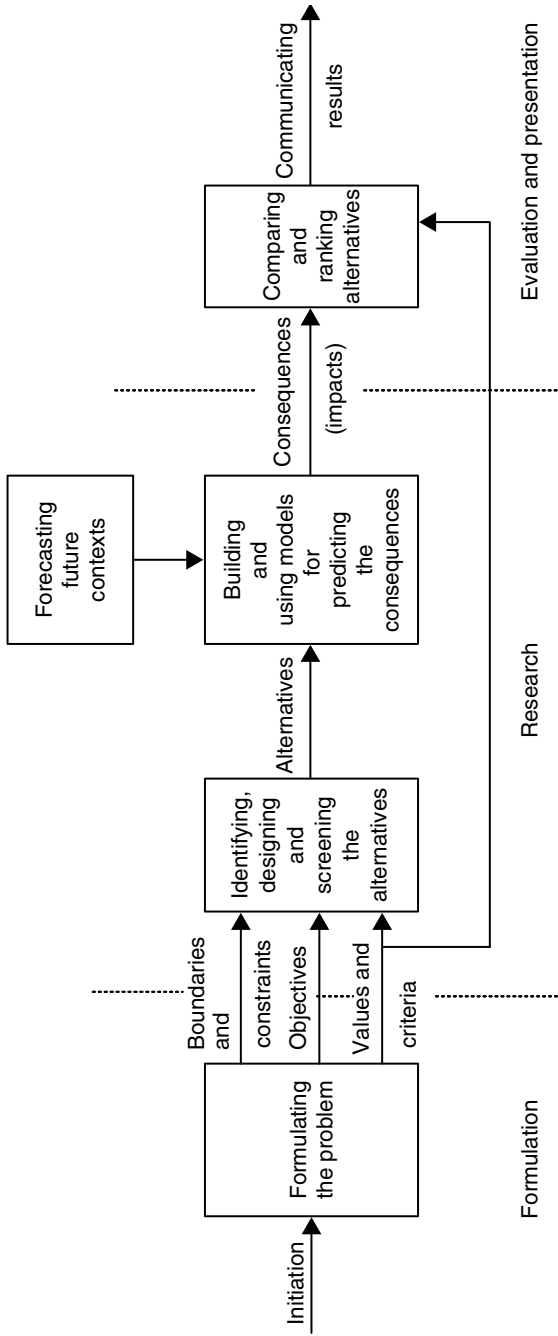 Initiation
Formulating
the problem
Boundaries
and
constraints
Objectives
Values and
criteria
Identifying,
designing
and
screening
the
alternatives
Alternatives
Forecasting
future
contexts
Building
and
using models
for
predicting
the
consequences
Consequences
(impacts)
Comparing
and
ranking
alternatives
Communicating
results
Formulation
Research
Evaluation and presentation